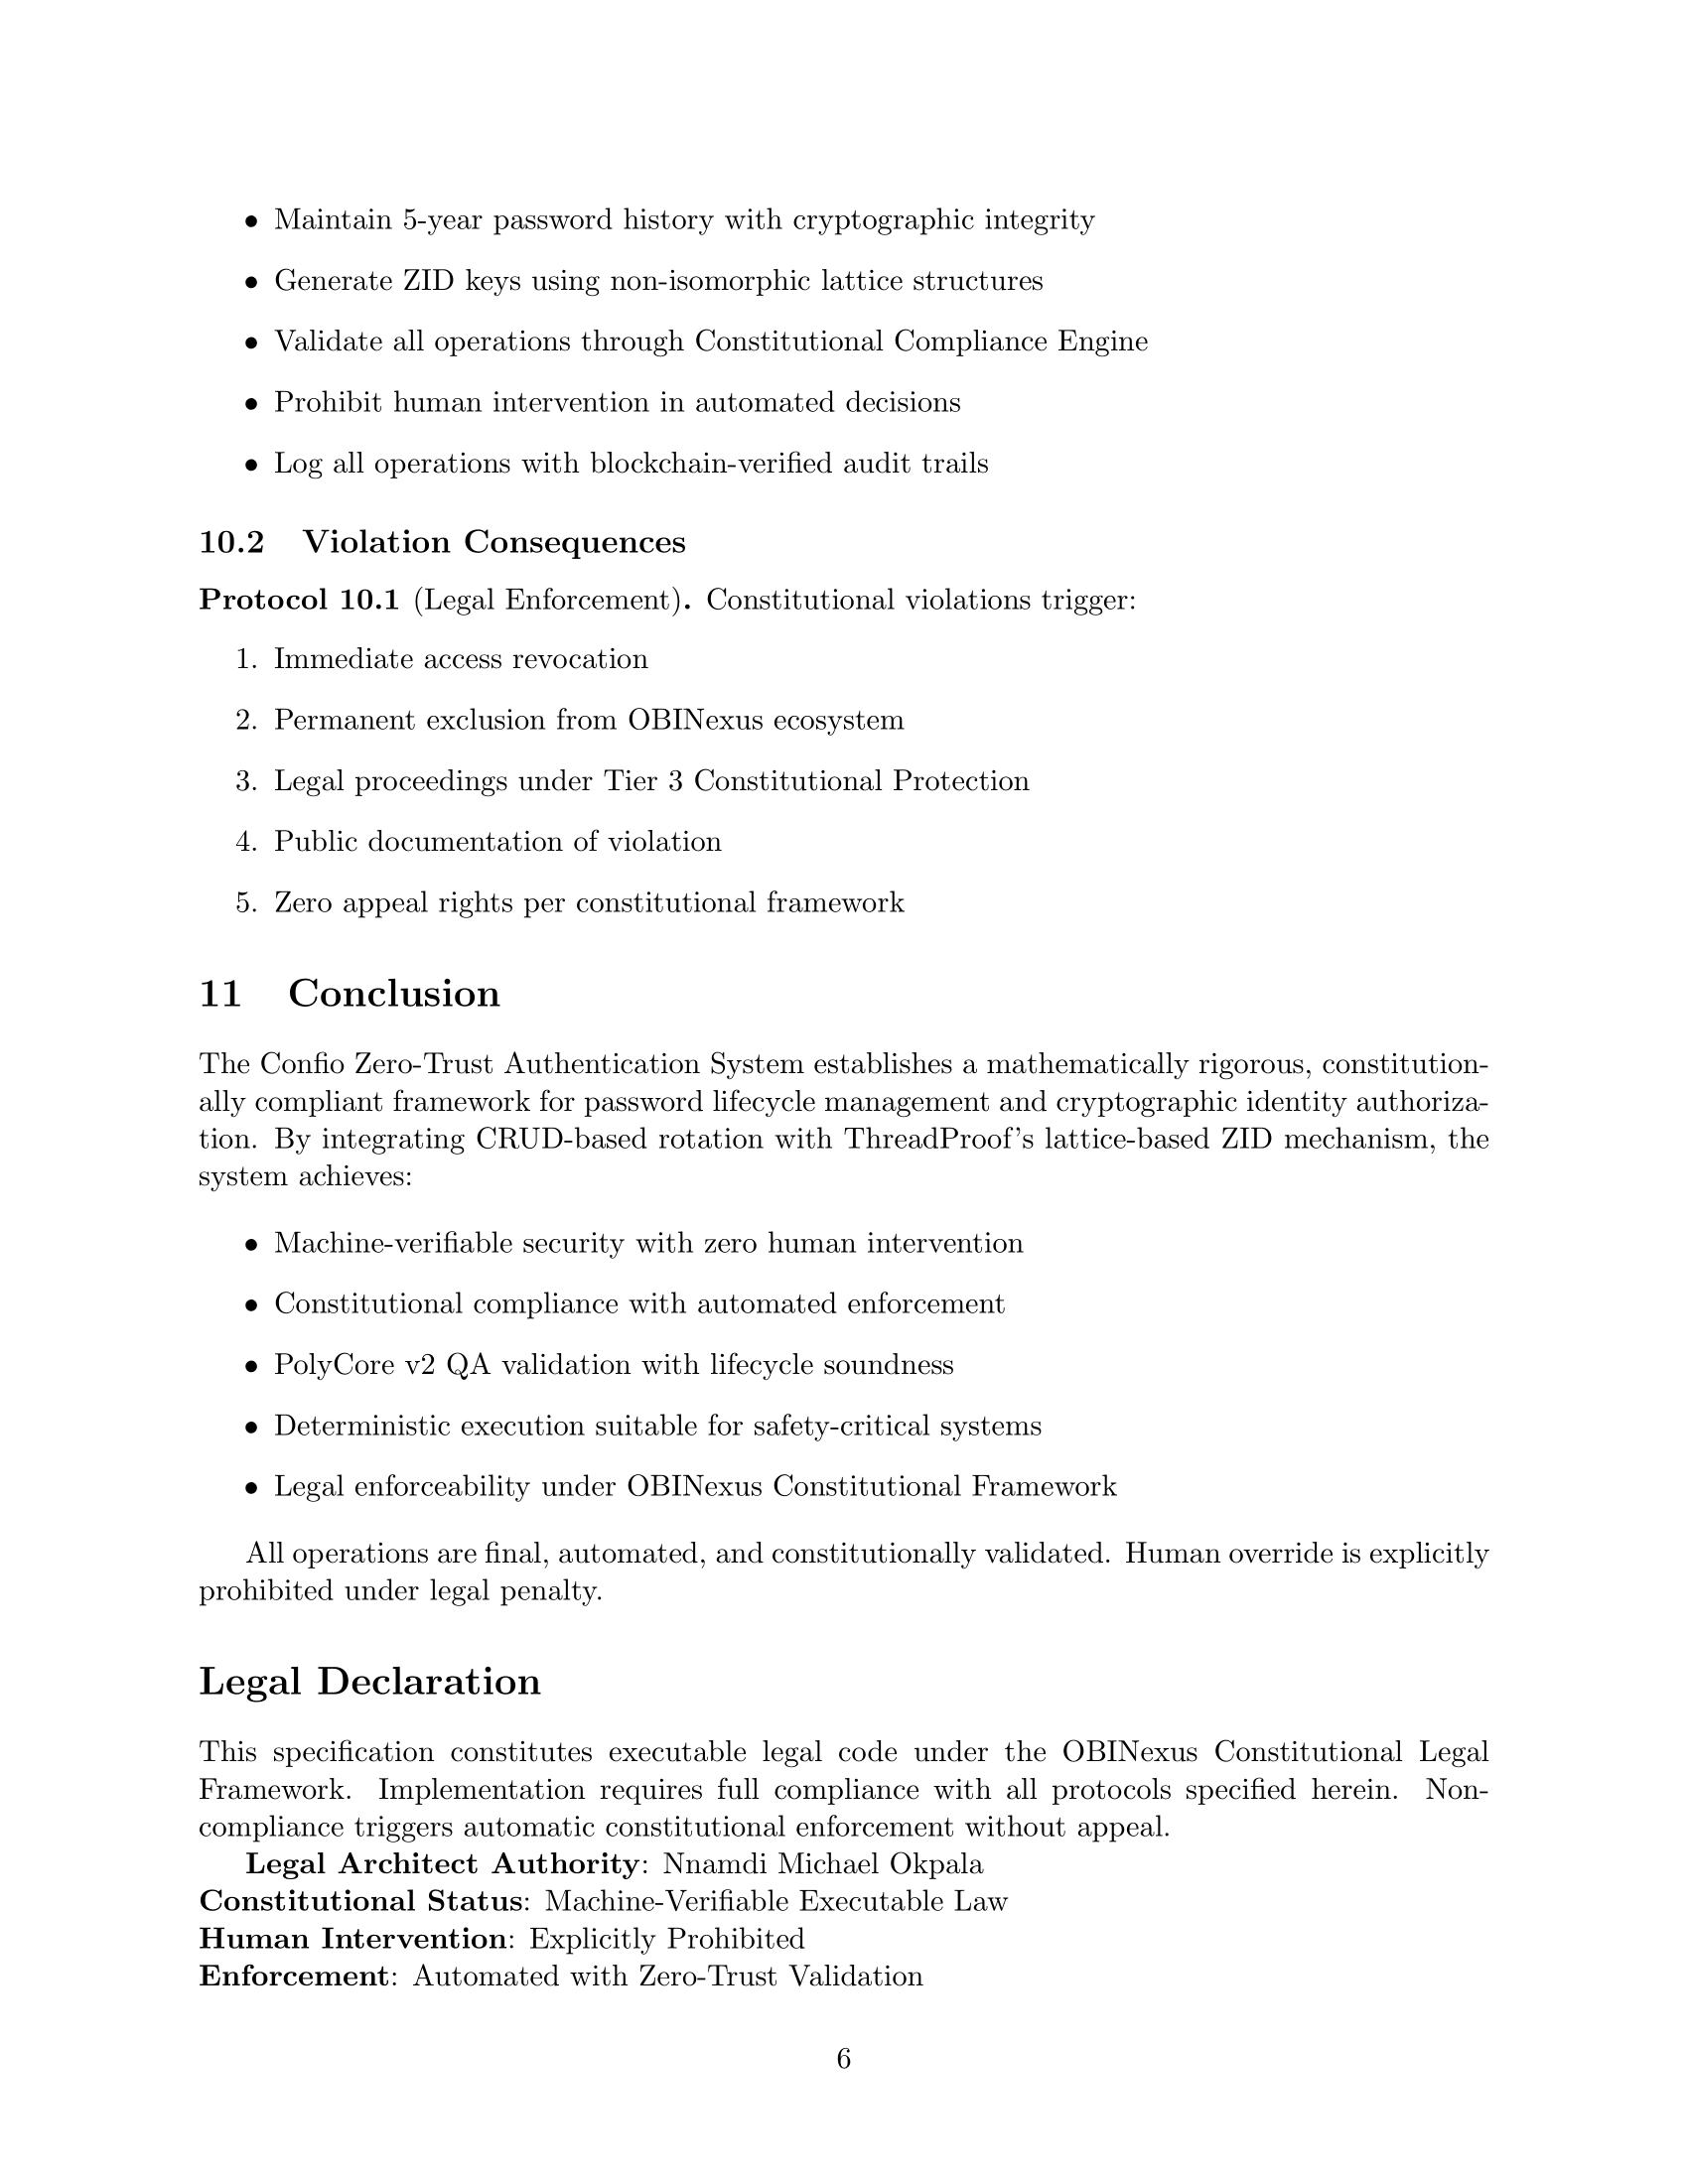 • Maintain 5-year password history with cryptographic integrity
• Generate ZID keys using non-isomorphic lattice structures
• Validate all operations through Constitutional Compliance Engine
• Prohibit human intervention in automated decisions
• Log all operations with blockchain-verified audit trails
10.2 Violation Consequences
Protocol 10.1 (Legal Enforcement). Constitutional violations trigger:
1. Immediate access revocation
2. Permanent exclusion from OBINexus ecosystem
3. Legal proceedings under Tier 3 Constitutional Protection
4. Public documentation of violation
5. Zero appeal rights per constitutional framework
11 Conclusion
The Confio Zero-Trust Authentication System establishes a mathematically rigorous, constitution-
ally compliant framework for password lifecycle management and cryptographic identity authoriza-
tion. By integrating CRUD-based rotation with ThreadProof's lattice-based ZID mechanism, the
system achieves:
• Machine-verifiable security with zero human intervention
• Constitutional compliance with automated enforcement
• PolyCore v2 QA validation with lifecycle soundness
• Deterministic execution suitable for safety-critical systems
• Legal enforceability under OBINexus Constitutional Framework
All operations are final, automated, and constitutionally validated. Human override is explicitly
prohibited under legal penalty.
Legal Declaration
This specification constitutes executable legal code under the OBINexus Constitutional Legal
Framework. Implementation requires full compliance with all protocols specified herein. Non-
compliance triggers automatic constitutional enforcement without appeal.
Legal Architect Authority: Nnamdi Michael Okpala
Constitutional Status: Machine-Verifiable Executable Law
Human Intervention: Explicitly Prohibited
Enforcement: Automated with Zero-Trust Validation
6